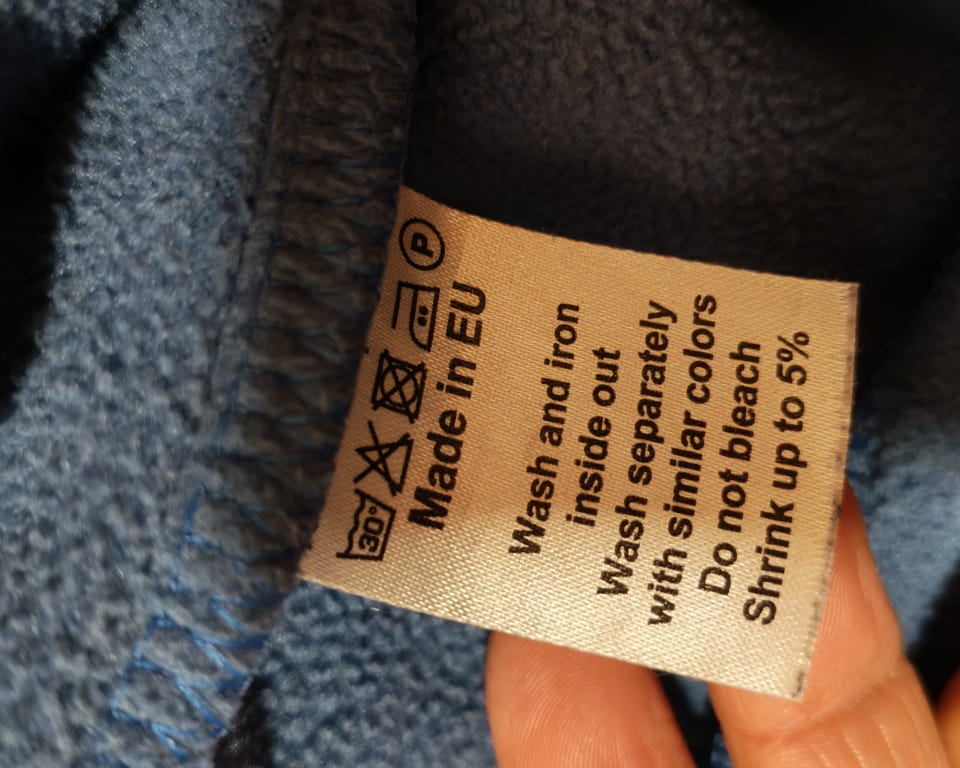 30° P
Made in EU
Wash and iron
inside out
Wash separately
with similar colors
Do not bleach
Shrink up to 5%